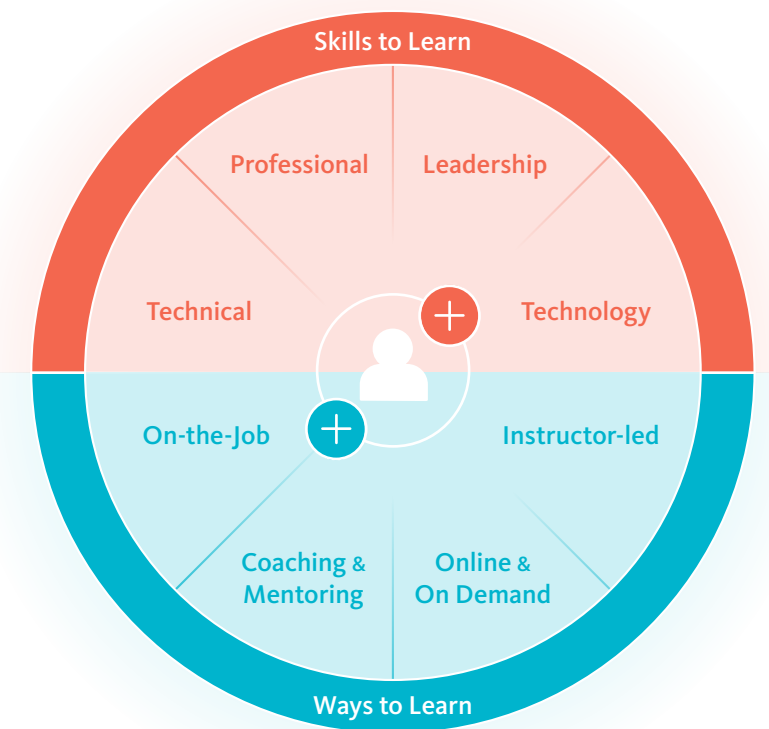 Skills to Learn
Professional
Leadership
Technical
Technology
On-the-Job
Instructor-led
Coaching &
Mentoring
Online &
On Demand
Ways to Learn